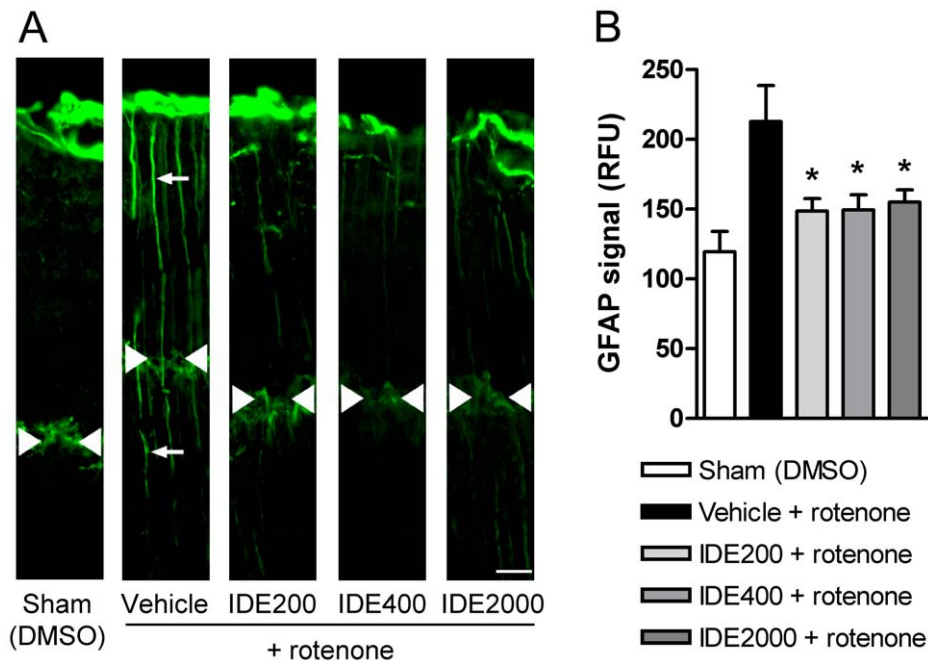 A
Sham
(DMSO)
Vehicle
IDE200
IDE400
IDE2000
+ rotenone
B
GFAP signal (RFU)
250
200
150
100
50
0
*
*
*
Sham (DMSO)
Vehicle + rotenone
IDE200 + rotenone
IDE400 + rotenone
IDE2000 + rotenone